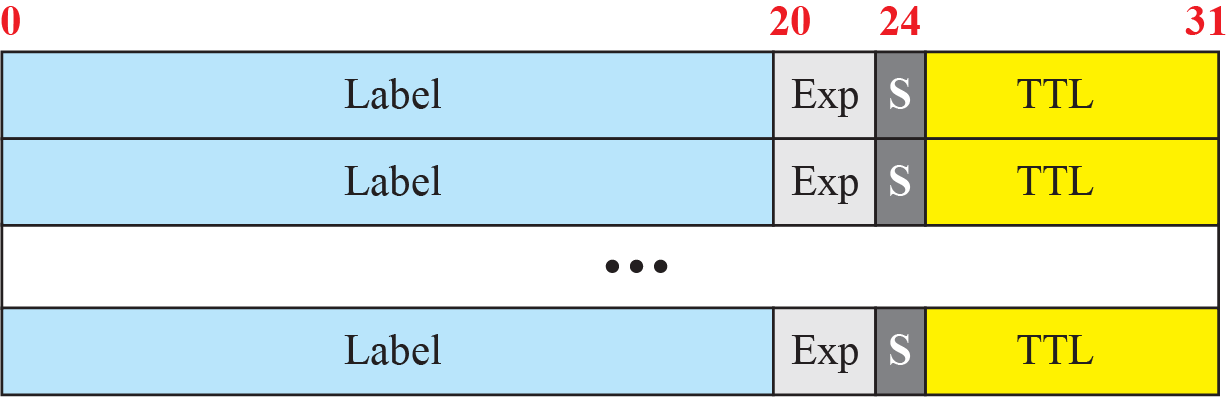 0 20 24 31
Label Exp S TTL
Label Exp S TTL
•••
Label Exp S TTL